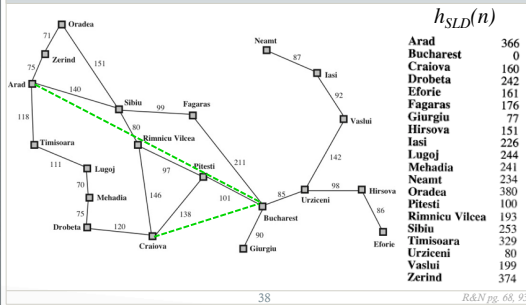 h_SLD(n)
Oradea
Neamt
71
87
Zerind
151
Iasi
75
Arad
140
92
Sibiu
99
Fagaras
118
80
Vaslui
Rimnicu Vilcea
Timisoara
142
111
211
Lugoj
97
Pitesti
70
98
Hirsova
85
146
101
Mehadia
Urziceni
138
86
75
Bucharest
120
Drobeta
90
Craiova
Eforie
Giurgiu
Arad 366
Bucharest 0
Craiova 160
Drobeta 242
Eforie 161
Fagaras 176
Giurgiu 77
Hirsova 151
Iasi 226
Lugoj 244
Mehadia 241
Neamt 234
Oradea 380
Pitesti 100
Rimnicu Vilcea 193
Sibiu 253
Timisoara 329
Urziceni 80
Vaslui 199
Zerind 374
38
R&N pg. 68, 93